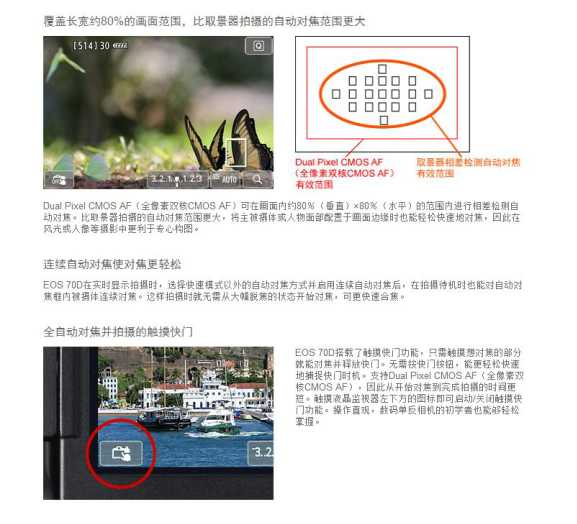 覆盖长宽约80%的画面范围，比取景器拍摄的自动对焦范围更大
[514]30
Q
3.2.1.0.1.2.3
AUTO
Dual Pixel CMOS AF
（全像素双核CMOS AF）
有效范围
取景器相差检测自动对焦
有效范围
Dual Pixel CMOS AF（全像素双核CMOS AF）可在画面内约80%（垂直）×80%（水平）的范围内进行相差检测自
动对焦。比取景器拍摄的自动对焦范围更大，将主被摄体或人物面部配置于画面边缘时也能轻松快速地对焦，因此在
风光或人像等摄影中更利于专心构图。
连续自动对焦使对焦更轻松
EOS 70D在实时显示拍摄时，选择快速模式以外的自动对焦方式并启用连续自动对焦后，在拍摄待机时也能对自动对
焦框内被摄体连续对焦。这样拍摄时就无需从大幅脱焦的状态开始对焦，可更快速合焦。
全自动对焦并拍摄的触摸快门
EOS 70D搭载了触摸快门功能，只需触摸想对焦的部分
就能对焦并释放快门。无需按快门按钮，能更轻松快速
地捕捉快门时机。支持Dual Pixel CMOS AF（全像素双
核CMOS AF），因此从开始对焦到完成拍摄的时间更
短。触摸液晶监视器左下方的图标即可启动/关闭触摸快
门功能。操作直观，数码单反相机的初学者也能够轻松
掌握。
3.2